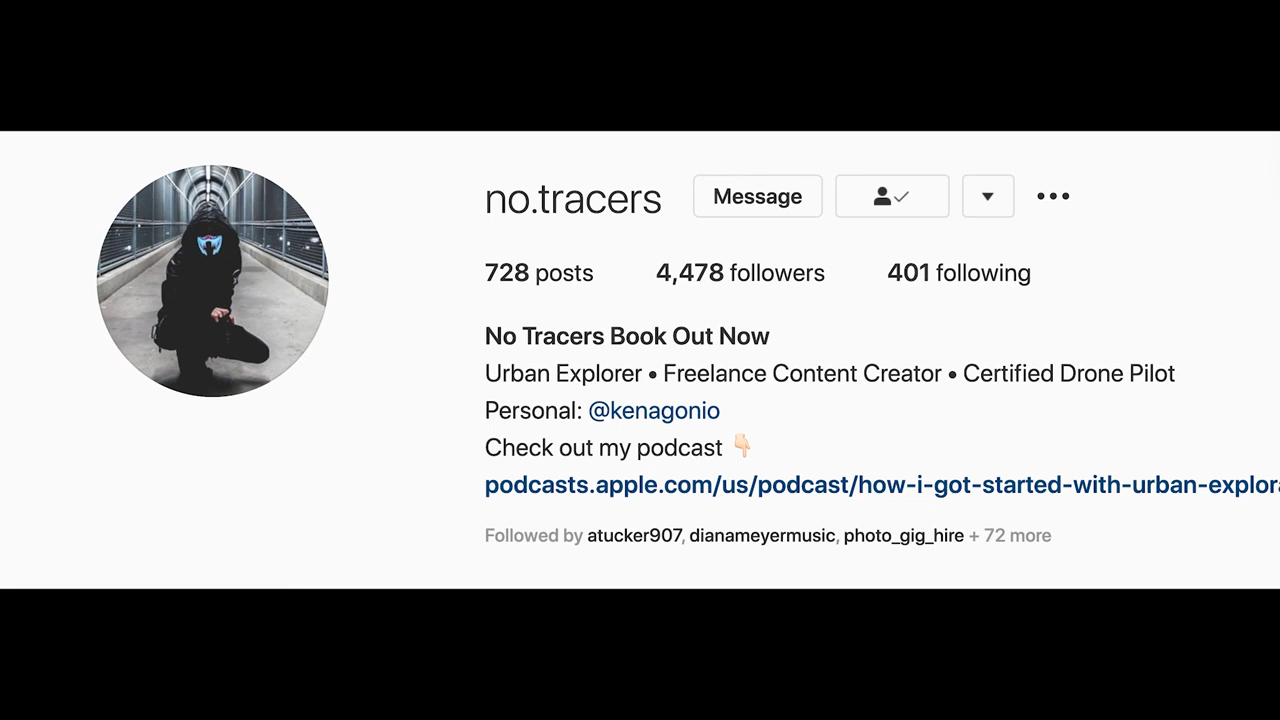 no.tracers Message
728 posts 4,478 followers 401 following
No Tracers Book Out Now
Urban Explorer • Freelance Content Creator • Certified Drone Pilot
Personal: @kenagonio
Check out my podcast 👇🏻
podcasts.apple.com/us/podcast/how-i-got-started-with-urban-explora
Followed by atucker907, dianameyermusic, photo_gig_hire + 72 more